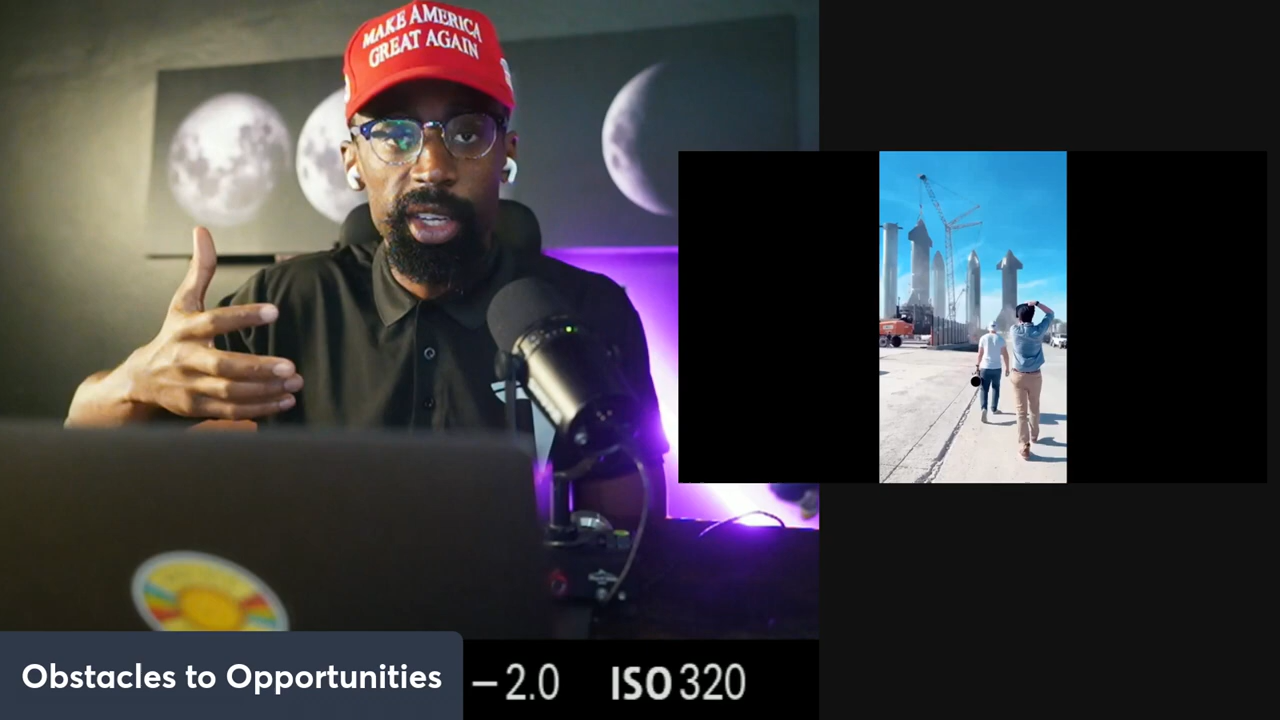 MAKE AMERICA
GREAT AGAIN
Obstacles to Opportunities
– 2.0 ISO 320